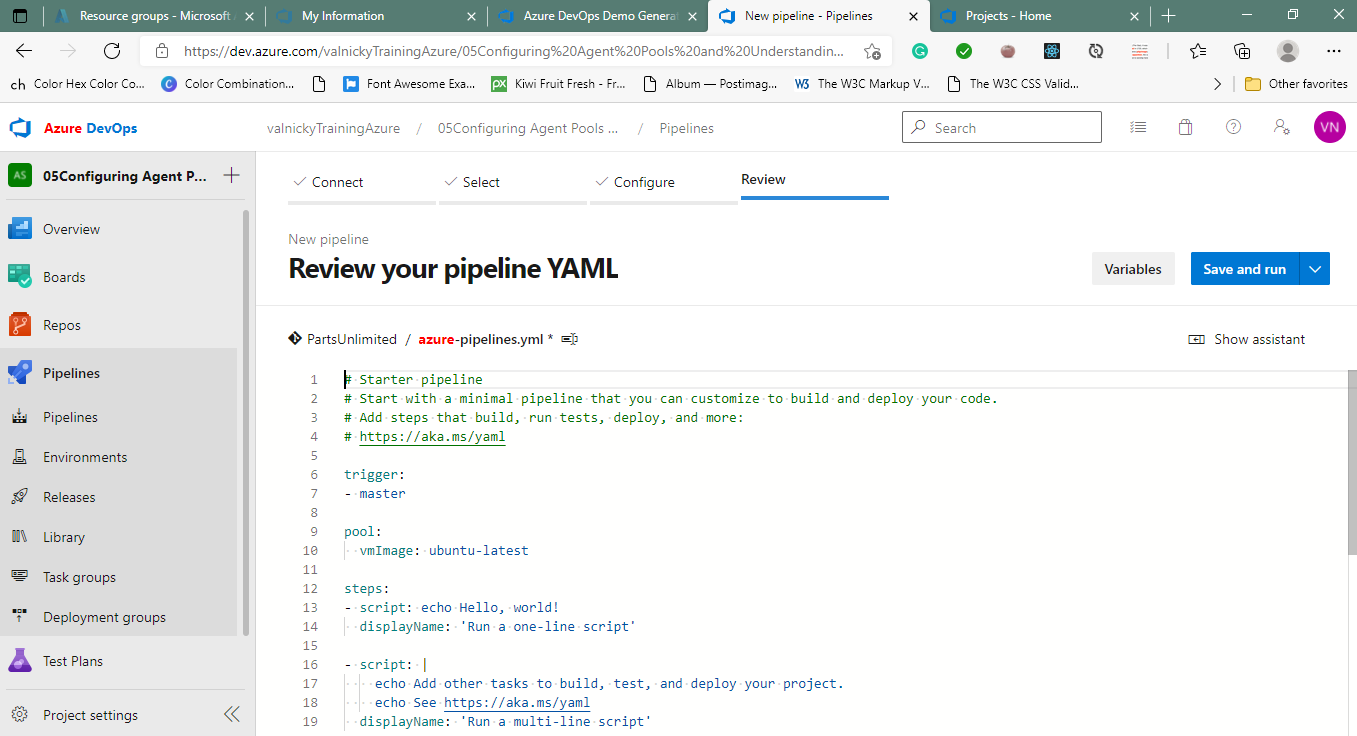 Resource groups - Microsoft A
My Information
Azure DevOps Demo Genera
New pipeline - Pipelines
Projects - Home
https://dev.azure.com/valnickyTrainingAzure/05Configuring%20Agent%20Pools%20and%20Understandin...
ch Color Hex Color Co...
Color Combination...
Font Awesome Exa...
px Kiwi Fruit Fresh - Fr...
Album — Postimag...
W3 The W3C Markup V...
The W3C CSS Valid...
Other favorites
Azure DevOps
valnickyTrainingAzure / 05Configuring Agent Pools ... / Pipelines
Search
VN
AS 05Configuring Agent P...
Overview
Boards
Repos
Pipelines
Pipelines
Environments
Releases
Library
Task groups
Deployment groups
Test Plans
Project settings
Connect
Select
Configure
Review
New pipeline
Review your pipeline YAML
Variables
Save and run
PartsUnlimited / azure-pipelines.yml *
Show assistant
1 # Starter pipeline
2 # Start with a minimal pipeline that you can customize to build and deploy your code.
3 # Add steps that build, run tests, deploy, and more:
4 # https://aka.ms/yaml
5
6 trigger:
7 - master
8
9 pool:
10   vmImage: ubuntu-latest
11
12 steps:
13 - script: echo Hello, world!
14   displayName: 'Run a one-line script'
15
16 - script: |
17     echo Add other tasks to build, test, and deploy your project.
18     echo See https://aka.ms/yaml
19   displayName: 'Run a multi-line script'